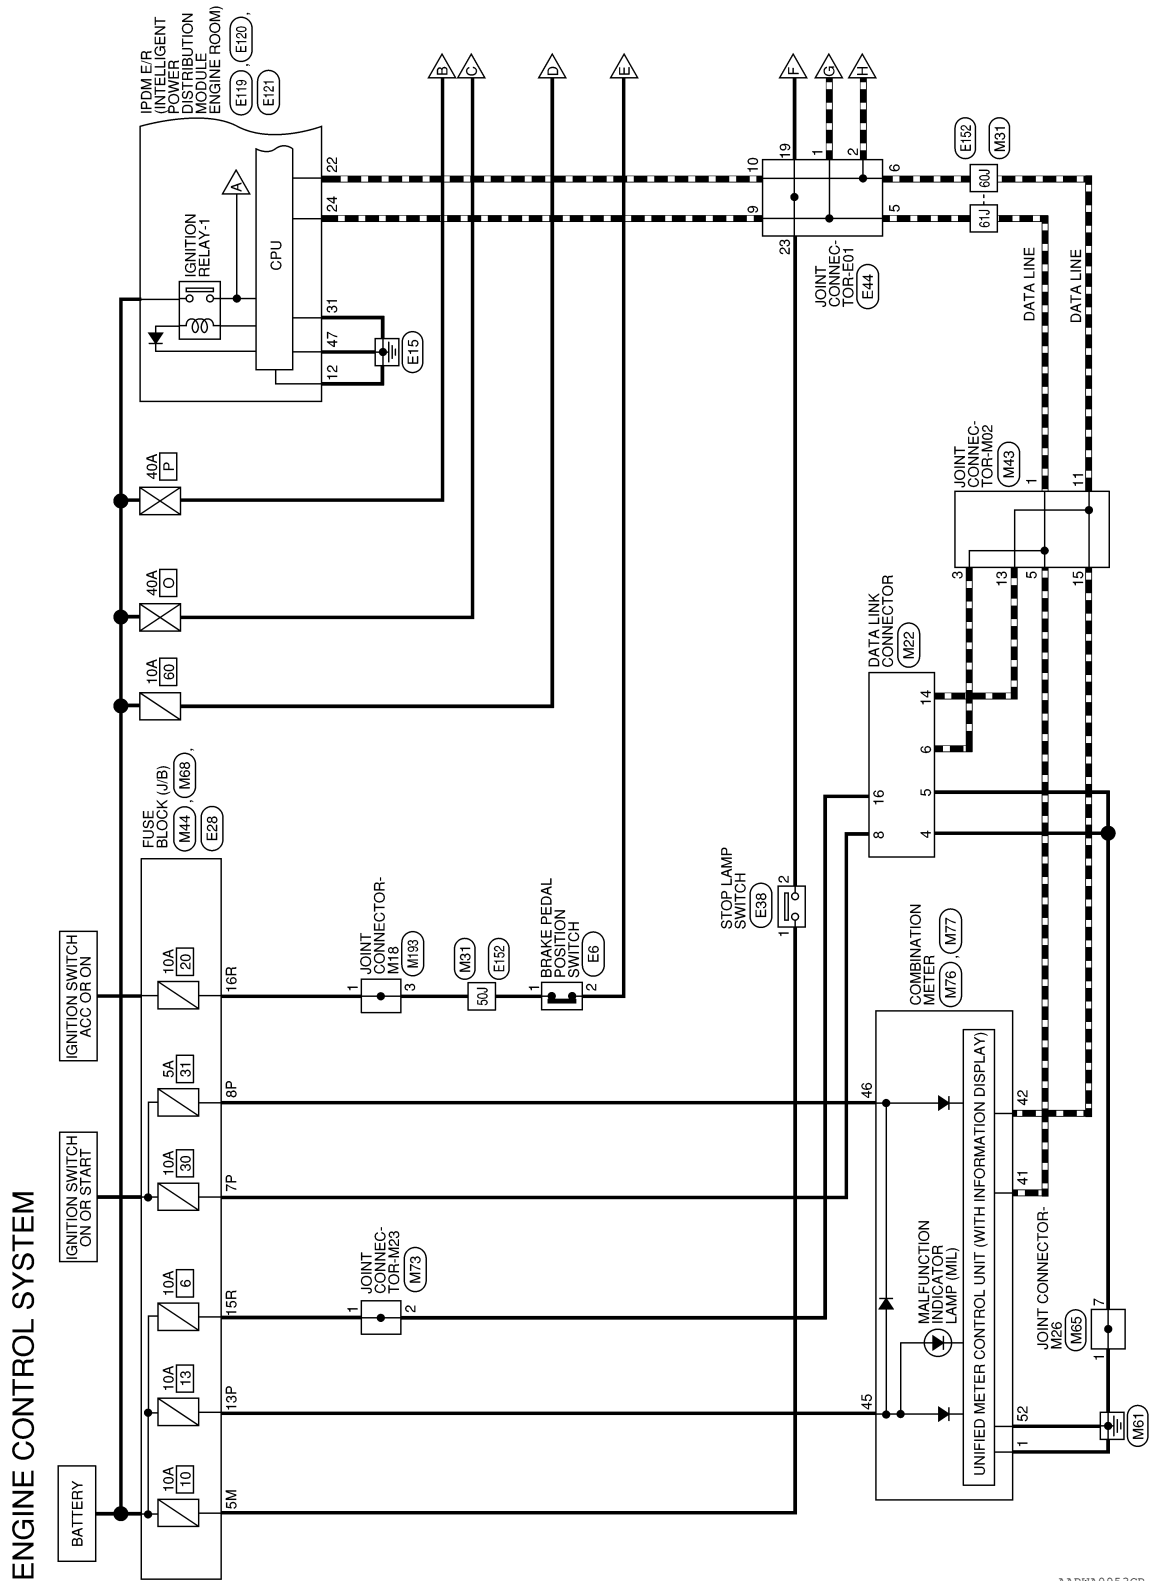 ENGINE CONTROL SYSTEM
BATTERY
IGNITION SWITCH
ON OR START
IGNITION SWITCH
ACC OR ON
10A
10
10A
13
10A
6
10A
30
5A
31
10A
20
FUSE
BLOCK (J/B)
M44 , M68 ,
E28
5M
13P
15R
7P
8P
16R
10A
60
40A
O
40A
P
IPDM E/R
(INTELLIGENT
POWER
DISTRIBUTION
MODULE
ENGINE ROOM)
E119 , E120 ,
E121
IGNITION
RELAY-1
A
CPU
12
47
31
24
22
E15
B
C
D
E
F
G
H
JOINT
CONNEC-
TOR-M23
M73
1
2
JOINT
CONNECTOR-
M18
M193
1
3
M31
E152
50J
BRAKE PEDAL
POSITION
SWITCH
E6
1
2
STOP LAMP
SWITCH
E38
1
2
JOINT
CONNEC-
TOR-E01
E44
23
9
10
19
1
2
5
6
E152
M31
61J
60J
DATA LINE
DATA LINE
JOINT
CONNEC-
TOR-M02
M43
1
11
3
13
5
15
DATA LINK
CONNECTOR
M22
8
16
4
5
6
14
COMBINATION
METER
M76 , M77
45
46
MALFUNCTION
INDICATOR
LAMP (MIL)
UNIFIED METER CONTROL UNIT (WITH INFORMATION DISPLAY)
1
52
41
42
JOINT CONNECTOR-
M26
M65
1
7
M61